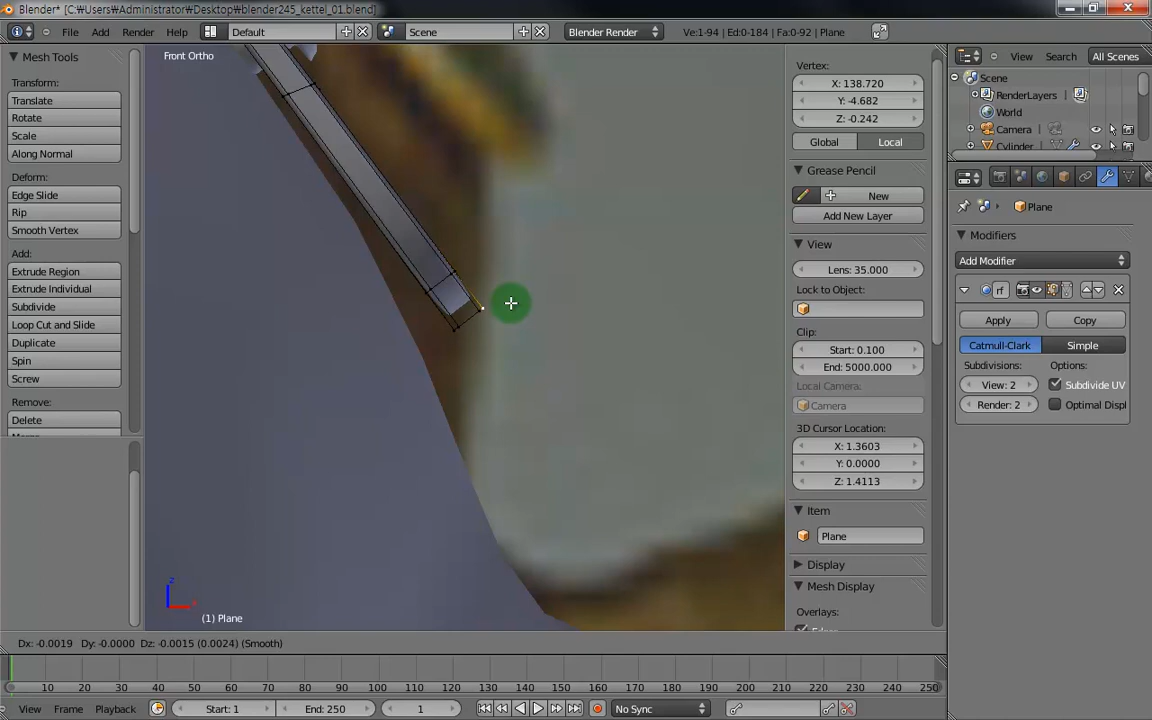 Blender* [C:₩Users₩Administrator₩Desktop₩blender245_kettel_01.blend]
File Add Render Help Default Scene Blender Render Ve:1-94 | Ed:0-184 | Fa:0-92 | Plane
Mesh Tools
Transform:
Translate
Rotate
Scale
Along Normal
Deform:
Edge Slide
Rip
Smooth Vertex
Add:
Extrude Region
Extrude Individual
Subdivide
Loop Cut and Slide
Duplicate
Spin
Screw
Remove:
Delete
Front Ortho
z
(1) Plane
Dx: -0.0019 Dy: -0.0000 Dz: -0.0015 (0.0024) (Smooth)
Vertex:
X: 138.720
Y: -4.682
Z: -0.242
Global Local
Grease Pencil
New
Add New Layer
View
Lens: 35.000
Lock to Object:
Clip:
Start: 0.100
End: 5000.000
Local Camera:
Camera
3D Cursor Location:
X: 1.3603
Y: 0.0000
Z: 1.4113
Item
Plane
Display
Mesh Display
Overlays:
View Search All Scenes
Scene
RenderLayers
World
Camera
Cylinder
Plane
Modifiers
Add Modifier
rf
Apply Copy
Catmull-Clark Simple
Subdivisions: Options:
View: 2 Subdivide UV
Render: 2 Optimal Displ
10 20 30 40 50 60 70 80 90 100 110 120 130 140 150 160 170 180 190 200 210 220 230 240 250
View Frame Playback Start: 1 End: 250 1 No Sync